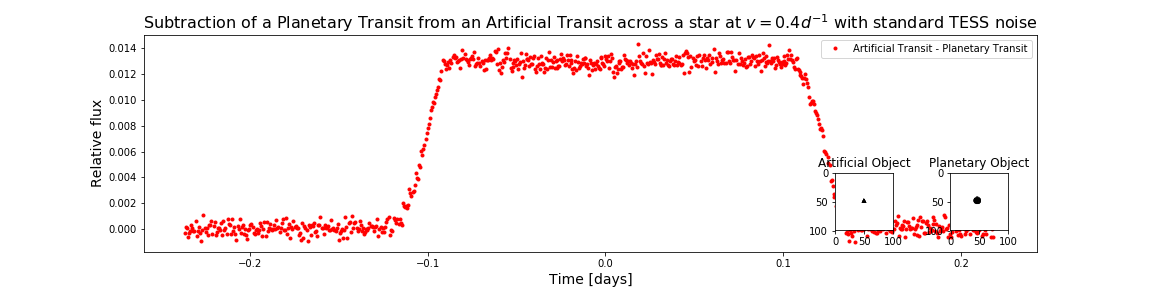 Subtraction of a Planetary Transit from an Artificial Transit across a star at v = 0.4d⁻¹ with standard TESS noise
Artificial Transit - Planetary Transit
Relative flux
0.014
0.012
0.010
0.008
0.006
0.004
0.002
0.000
Artificial Object
0
50
100
0 50 100
Planetary Object
0
50
100
0 50 100
−0.2 −0.1 0.0 0.1 0.2
Time [days]